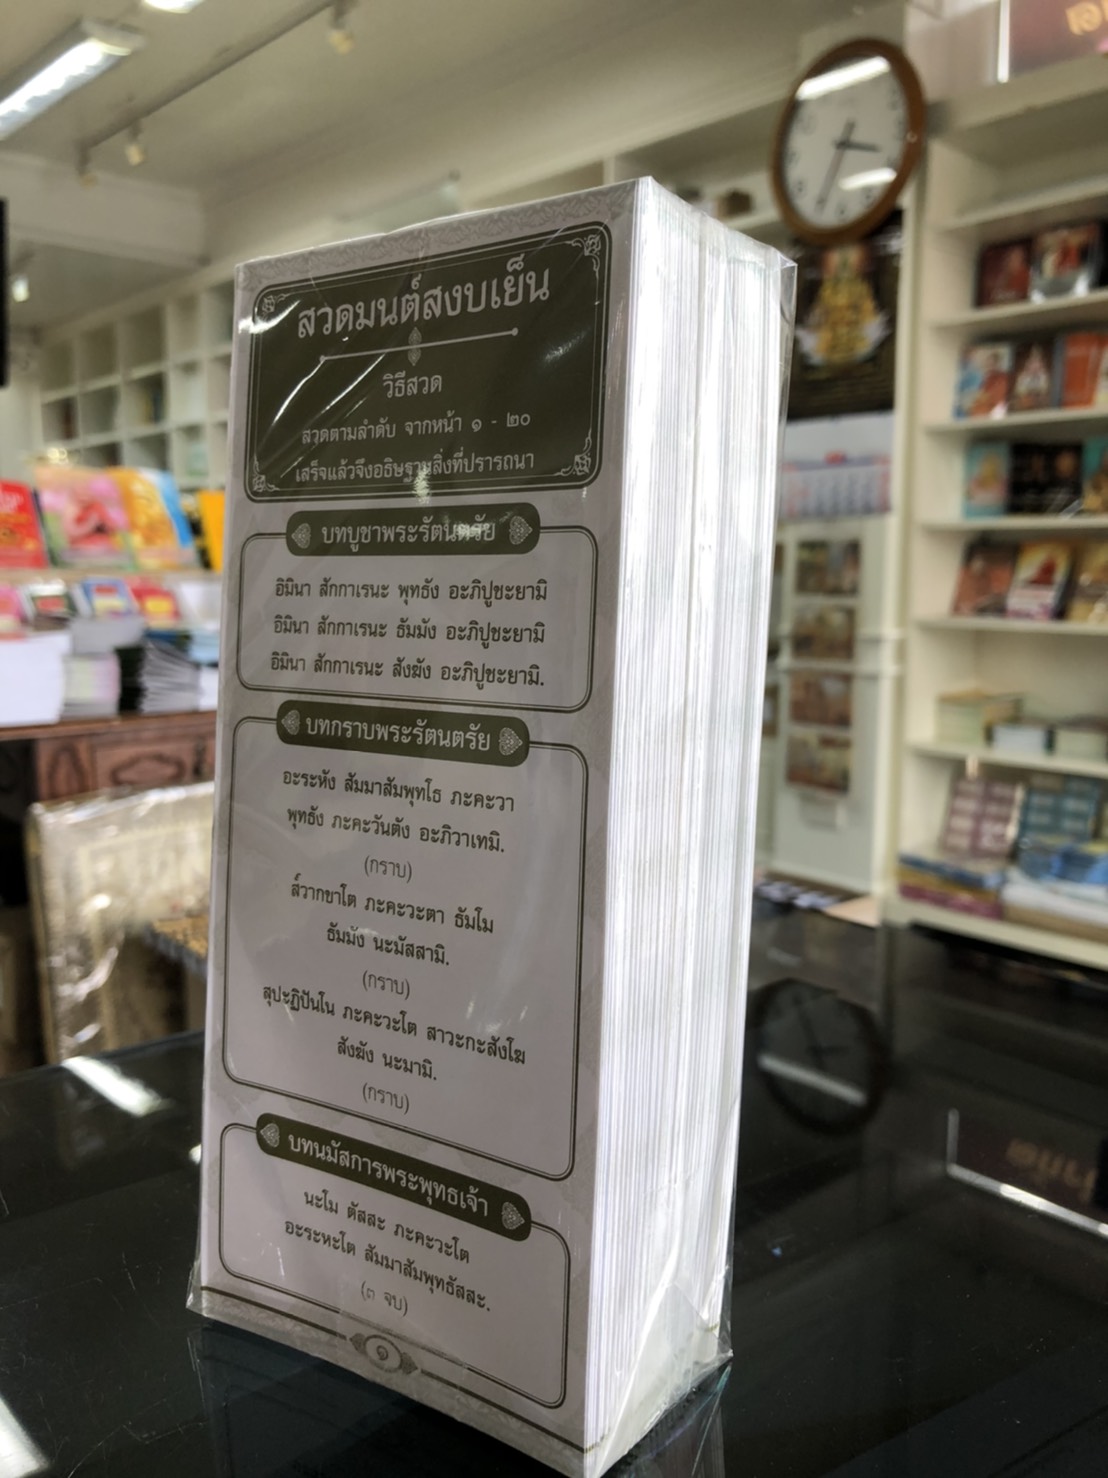 สวดมนต์สงบเย็น
วิธีสวด
สวดตามลำดับ จากหน้า ๑ - ๒๐
เสร็จแล้วจึงอธิษฐานสิ่งที่ปรารถนา
บทบูชาพระรัตนตรัย
อิมินา สักกาเรนะ พุทธัง อะภิปูชะยามิ
อิมินา สักกาเรนะ ธัมมัง อะภิปูชะยามิ
อิมินา สักกาเรนะ สังฆัง อะภิปูชะยามิ.
บทกราบพระรัตนตรัย
อะระหัง สัมมาสัมพุทโธ ภะคะวา
พุทธัง ภะคะวันตัง อะภิวาเทมิ.
(กราบ)
ส๎วากขาโต ภะคะวะตา ธัมโม
ธัมมัง นะมัสสามิ.
(กราบ)
สุปะฏิปันโน ภะคะวะโต สาวะกะสังโฆ
สังฆัง นะมามิ.
(กราบ)
บทนมัสการพระพุทธเจ้า
นะโม ตัสสะ ภะคะวะโต
อะระหะโต สัมมาสัมพุทธัสสะ.
(๓ จบ)
๑